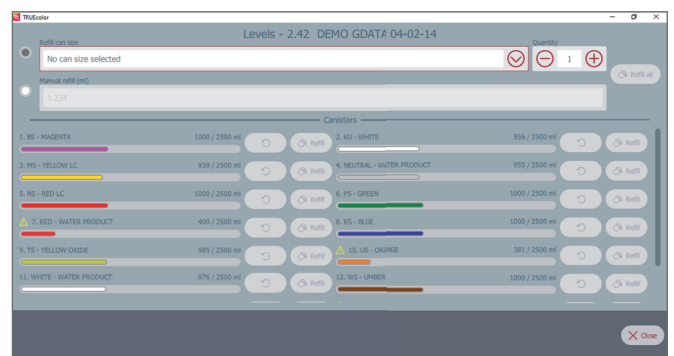 TRUEcolor
Levels - 2.42 DEMO GDATA 04-02-14
Refill can size
Quantity
No can size selected
1
Refill all
Manual refill (ml)
1.234
Canisters
1. BS - MAGENTA 1000 / 2500 ml Refill
2. KU - WHITE 956 / 2500 ml Refill
3. MS - YELLOW LC 939 / 2500 ml Refill
4. NEUTRAL - WATER PRODUCT 955 / 2500 ml Refill
5. NS - RED LC 1000 / 2500 ml Refill
6. PS - GREEN 1000 / 2500 ml Refill
7. RED - WATER PRODUCT 400 / 2500 ml Refill
8. RS - BLUE 1000 / 2500 ml Refill
9. TS - YELLOW OXIDE 985 / 2500 ml Refill
10. US - ORANGE 381 / 2500 ml Refill
11. WHITE - WATER PRODUCT 976 / 2500 ml Refill
12. WS - UMBER 1000 / 2500 ml Refill
Close